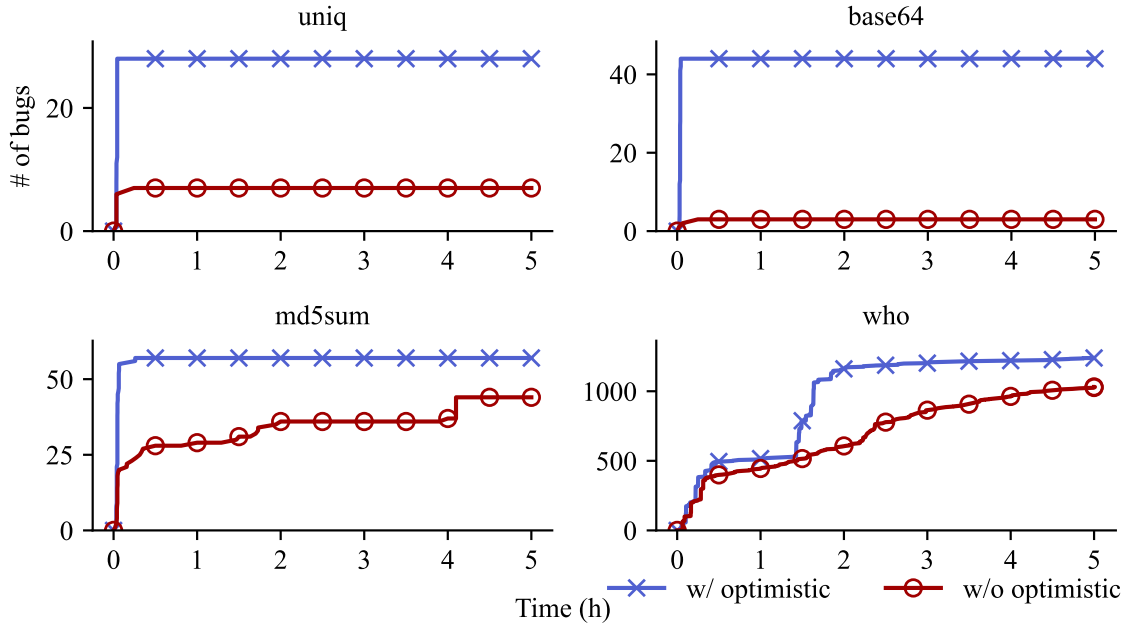 uniq
base64
# of bugs
20
0
0 1 2 3 4 5
40
20
0
0 1 2 3 4 5
md5sum
who
50
25
0
0 1 2 3 4 5
1000
500
0
0 1 2 3 4 5
Time (h)
w/ optimistic
w/o optimistic